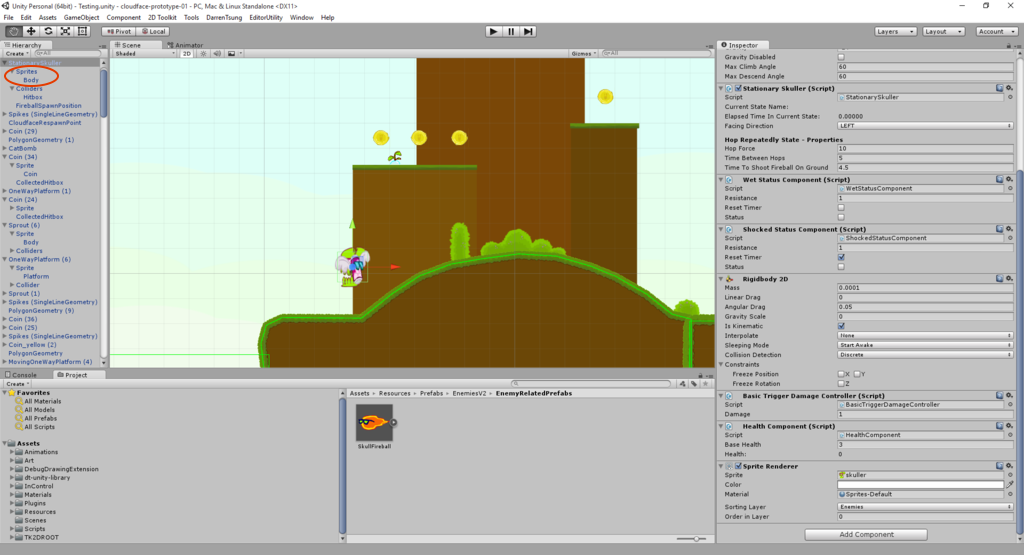 Unity Personal (64bit) - Testing.unity - cloudface-prototype-01 - PC, Mac & Linux Standalone <DX11>
File Edit Assets GameObject Component 2D Toolkit Tools DarrenTsung EditorUtility Window Help
Pivot Local Layers Layout Account
Hierarchy
Create All
StationarySkuller
Sprites
Body
Colliders
Hitbox
FireballSpawnPosition
Spikes (SingleLineGeometry)
CloudfaceRespawnPoint
Coin (29)
PolygonGeometry (1)
CatBomb
Coin (34)
Sprite
Coin
CollectedHitbox
OneWayPlatform (1)
Coin (24)
Sprite
CollectedHitbox
Sprout (6)
Sprite
Body
Colliders
OneWayPlatform (6)
Sprite
Platform
Collider
Sprout (1)
Spikes (SingleLineGeometry)
PolygonGeometry (9)
Coin (36)
Coin (25)
Spikes (SingleLineGeometry)
Coin_yellow (2)
PolygonGeometry
MovingOneWayPlatform (4)
Scene Animator
Shaded 2D Gizmos All
Console Project
Create
Favorites
All Materials
All Models
All Prefabs
All Scripts
Assets
Animations
Art
DebugDrawingExtension
dt-unity-library
InControl
Materials
Plugins
Resources
Scenes
Scripts
TK2DROOT
Assets Resources Prefabs EnemiesV2 EnemyRelatedPrefabs
SkullFireball
Inspector
Gravity Disabled
Max Climb Angle 60
Max Descend Angle 60
Stationary Skuller (Script)
Script StationarySkuller
Current State Name:
Elapsed Time In Current State: 0.00000
Facing Direction LEFT
Hop Repeatedly State - Properties
Hop Force 10
Time Between Hops 5
Time To Shoot Fireball On Ground 4.5
Wet Status Component (Script)
Script WetStatusComponent
Resistance 1
Reset Timer
Status
Shocked Status Component (Script)
Script ShockedStatusComponent
Resistance 1
Reset Timer
Status
Rigidbody 2D
Mass 0.0001
Linear Drag 0
Angular Drag 0.05
Gravity Scale 0
Is Kinematic
Interpolate None
Sleeping Mode Start Awake
Collision Detection Discrete
Constraints
Freeze Position X Y
Freeze Rotation Z
Basic Trigger Damage Controller (Script)
Script BasicTriggerDamageController
Damage 1
Health Component (Script)
Script HealthComponent
Base Health 3
Health: 0
Sprite Renderer
Sprite skuller
Color
Material Sprites-Default
Sorting Layer Enemies
Order in Layer 0
Add Component